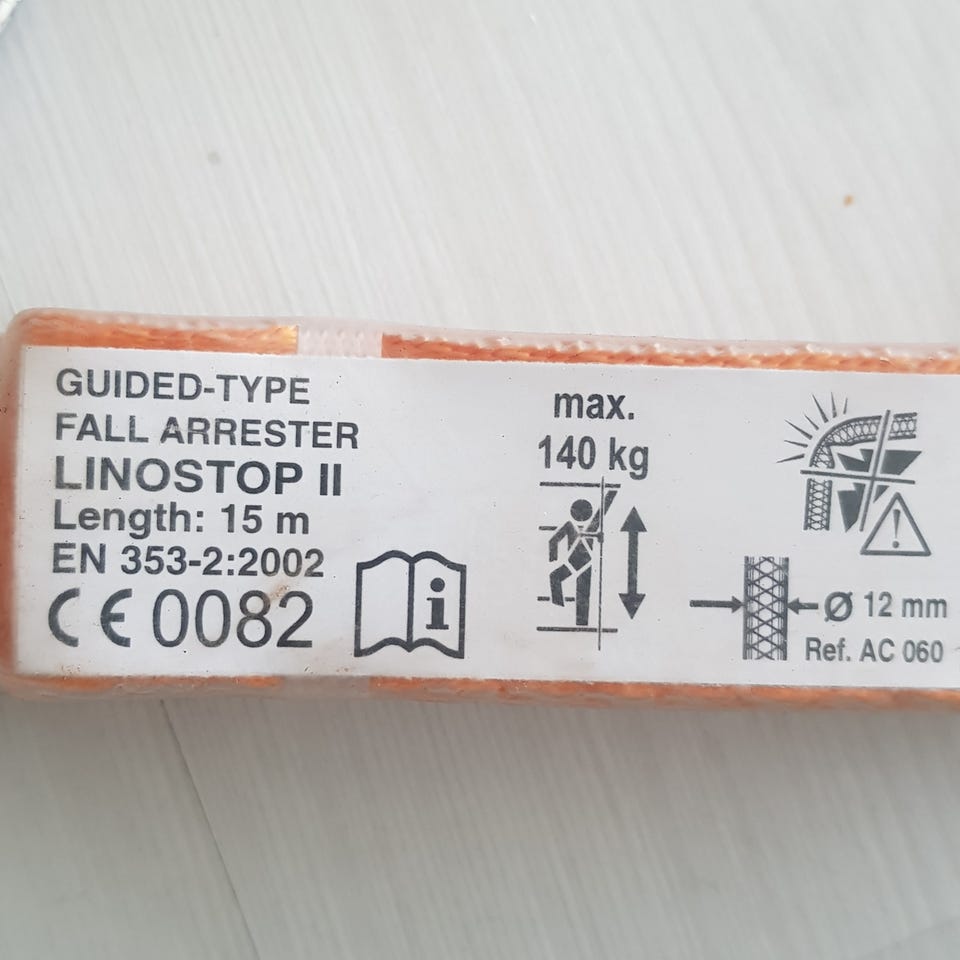 GUIDED-TYPE
FALL ARRESTER
LINOSTOP II
Length: 15 m
EN 353-2:2002
CE 0082
i
max.
140 kg
Ø 12 mm
Ref. AC 060